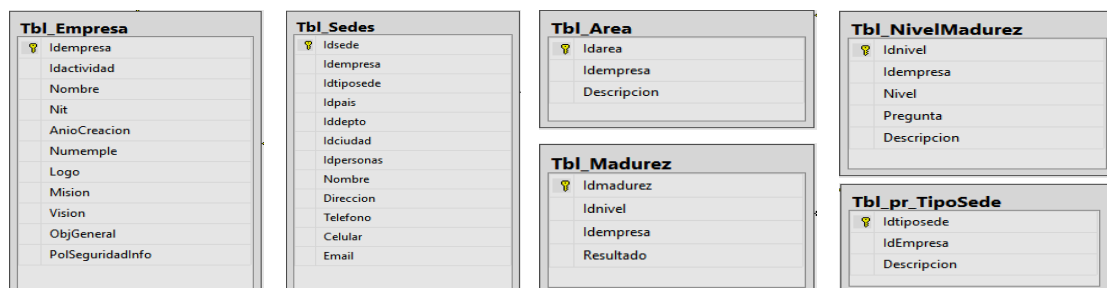 Tbl_Empresa
Idempresa
Idactividad
Nombre
Nit
AnioCreacion
Numemple
Logo
Mision
Vision
ObjGeneral
PolSeguridadInfo
Tbl_Sedes
Idsede
Idempresa
Idtiposede
Idpais
Iddepto
Idciudad
Idpersonas
Nombre
Direccion
Telefono
Celular
Email
Tbl_Area
Idarea
Idempresa
Descripcion
Tbl_Madurez
Idmadurez
Idnivel
Idempresa
Resultado
Tbl_NivelMadurez
Idnivel
Idempresa
Nivel
Pregunta
Descripcion
Tbl_pr_TipoSede
Idtiposede
IdEmpresa
Descripcion